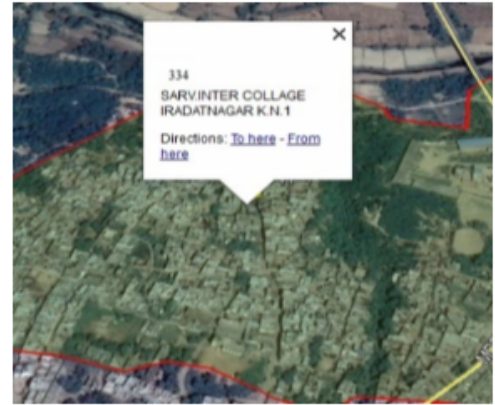 334
SARV.INTER COLLAGE
IRADATNAGAR K.N.1
Directions: To here - From
here